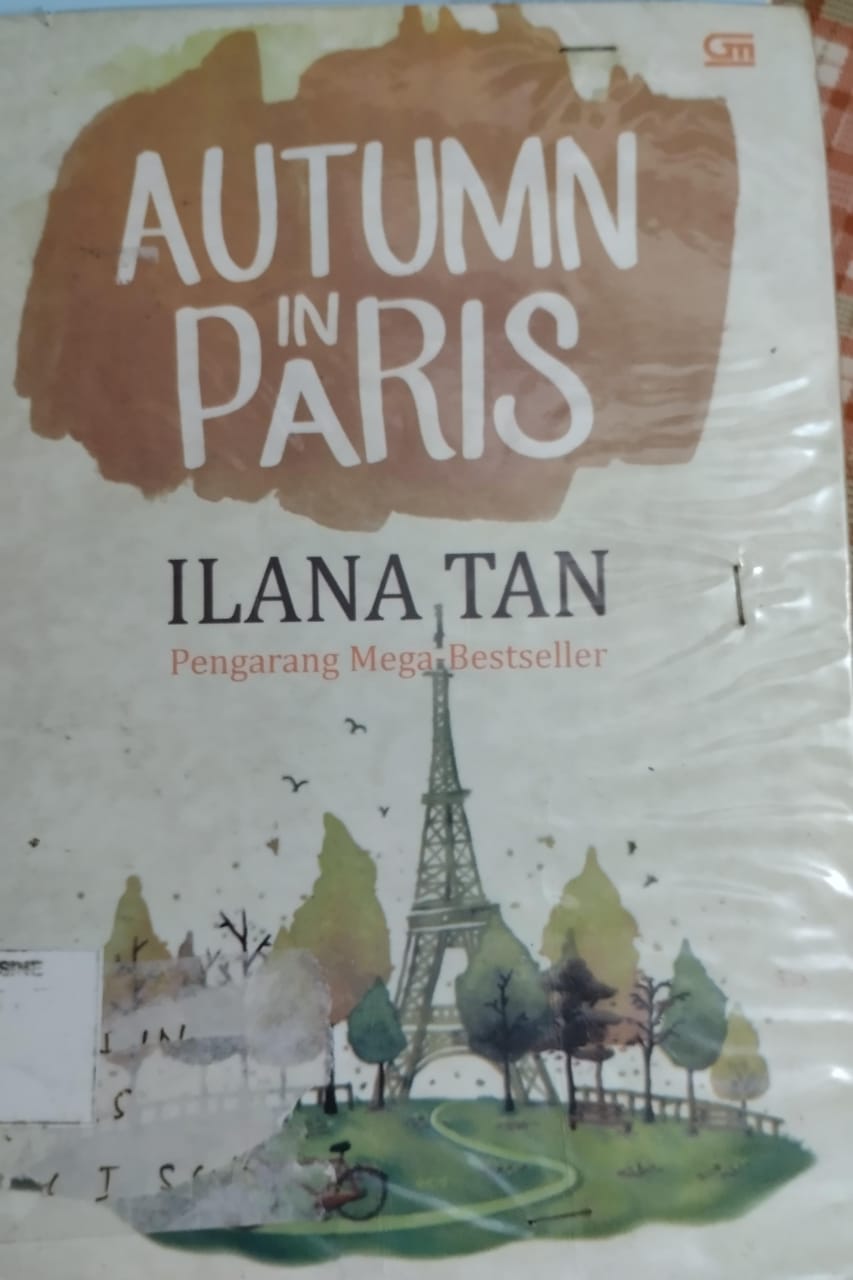 Gm
AUTUMN
IN
PARIS
ILANA TAN
Pengarang Mega-Bestseller